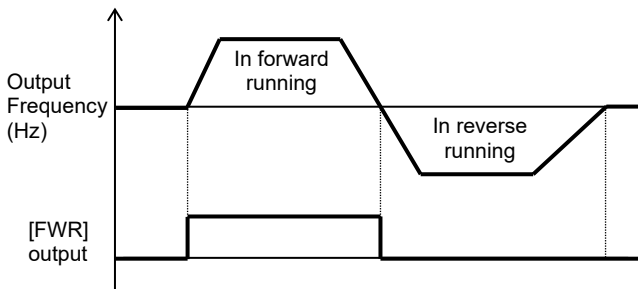 In forward
running
Output
Frequency
(Hz)
In reverse
running
[FWR]
output